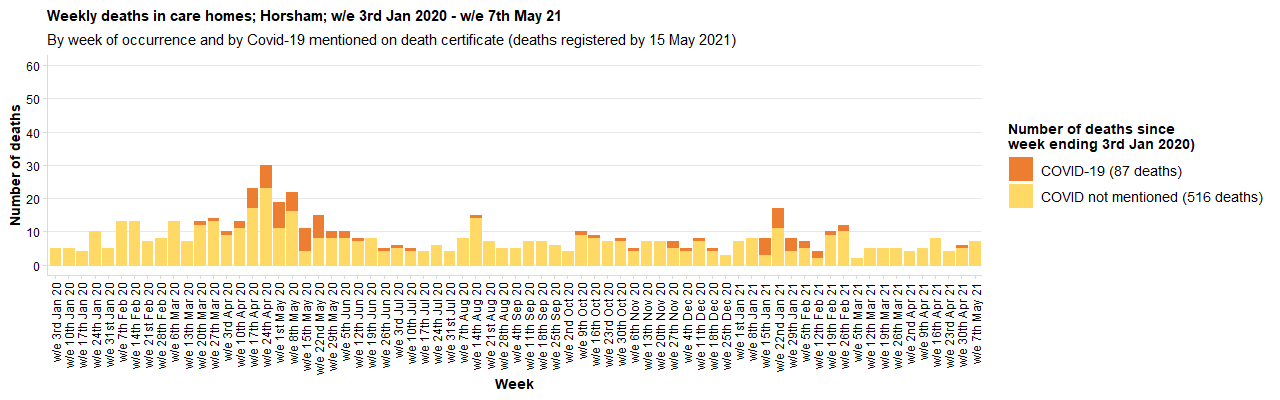 Weekly deaths in care homes; Horsham; w/e 3rd Jan 2020 - w/e 7th May 21
By week of occurrence and by Covid-19 mentioned on death certificate (deaths registered by 15 May 2021)
Number of deaths
60
50
40
30
20
10
0
w/e 3rd Jan 20
w/e 10th Jan 20
w/e 17th Jan 20
w/e 24th Jan 20
w/e 31st Jan 20
w/e 7th Feb 20
w/e 14th Feb 20
w/e 21st Feb 20
w/e 28th Feb 20
w/e 6th Mar 20
w/e 13th Mar 20
w/e 20th Mar 20
w/e 27th Mar 20
w/e 3rd Apr 20
w/e 10th Apr 20
w/e 17th Apr 20
w/e 24th Apr 20
w/e 1st May 20
w/e 8th May 20
w/e 15th May 20
w/e 22nd May 20
w/e 29th May 20
w/e 5th Jun 20
w/e 12th Jun 20
w/e 19th Jun 20
w/e 26th Jun 20
w/e 3rd Jul 20
w/e 10th Jul 20
w/e 17th Jul 20
w/e 24th Jul 20
w/e 31st Jul 20
w/e 7th Aug 20
w/e 14th Aug 20
w/e 21st Aug 20
w/e 28th Aug 20
w/e 4th Sep 20
w/e 11th Sep 20
w/e 18th Sep 20
w/e 25th Sep 20
w/e 2nd Oct 20
w/e 9th Oct 20
w/e 16th Oct 20
w/e 23rd Oct 20
w/e 30th Oct 20
w/e 6th Nov 20
w/e 13th Nov 20
w/e 20th Nov 20
w/e 27th Nov 20
w/e 4th Dec 20
w/e 11th Dec 20
w/e 18th Dec 20
w/e 25th Dec 20
w/e 1st Jan 21
w/e 8th Jan 21
w/e 15th Jan 21
w/e 22nd Jan 21
w/e 29th Jan 21
w/e 5th Feb 21
w/e 12th Feb 21
w/e 19th Feb 21
w/e 26th Feb 21
w/e 5th Mar 21
w/e 12th Mar 21
w/e 19th Mar 21
w/e 26th Mar 21
w/e 2nd Apr 21
w/e 9th Apr 21
w/e 16th Apr 21
w/e 23rd Apr 21
w/e 30th Apr 21
w/e 7th May 21
Week
Number of deaths since
week ending 3rd Jan 2020)
COVID-19 (87 deaths)
COVID not mentioned (516 deaths)